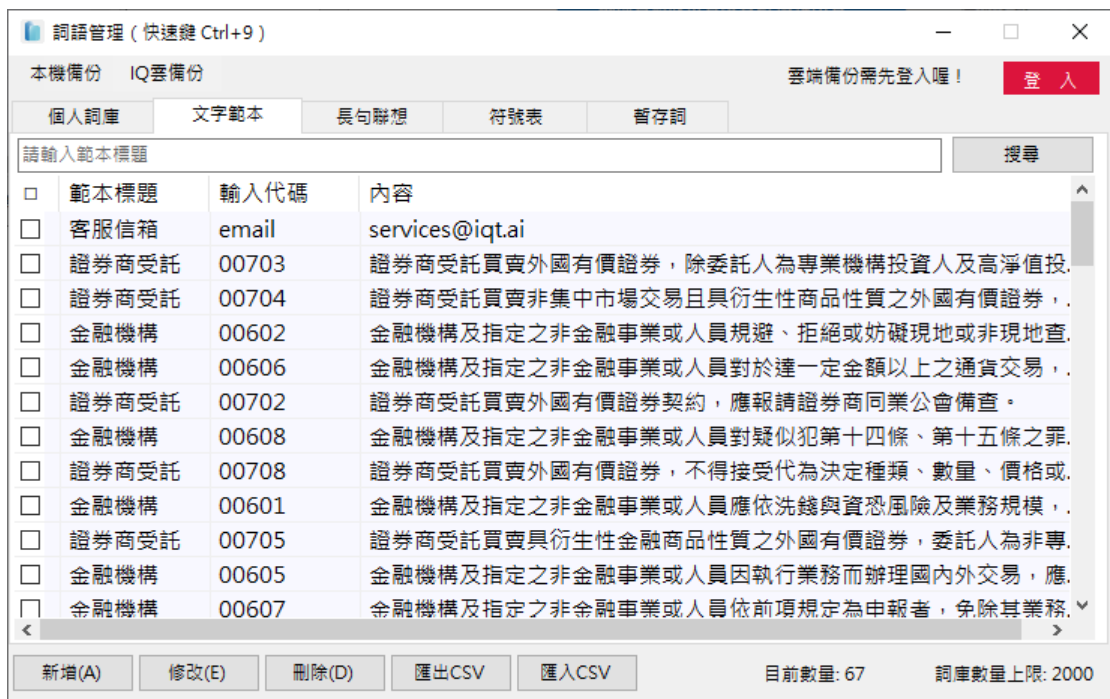 詞語管理（快速鍵 Ctrl+9）
本機備份 IQ雲備份 雲端備份需先登入喔！ 登 入
個人詞庫 文字範本 長句聯想 符號表 暫存詞
請輸入範本標題 搜尋
範本標題 輸入代碼 內容
客服信箱 email services@iqt.ai
證券商受託 00703 證券商受託買賣外國有價證券，除委託人為專業機構投資人及高淨值投.
證券商受託 00704 證券商受託買賣非集中市場交易且具衍生性商品性質之外國有價證券，.
金融機構 00602 金融機構及指定之非金融事業或人員規避、拒絕或妨礙現地或非現地查.
金融機構 00606 金融機構及指定之非金融事業或人員對於達一定金額以上之通貨交易，.
證券商受託 00702 證券商受託買賣外國有價證券契約，應報請證券商同業公會備查。
金融機構 00608 金融機構及指定之非金融事業或人員對疑似犯第十四條、第十五條之罪.
證券商受託 00708 證券商受託買賣外國有價證券，不得接受代為決定種類、數量、價格或.
金融機構 00601 金融機構及指定之非金融事業或人員應依洗錢與資恐風險及業務規模，.
證券商受託 00705 證券商受託買賣具衍生性金融商品性質之外國有價證券，委託人為非專.
金融機構 00605 金融機構及指定之非金融事業或人員因執行業務而辦理國內外交易，應.
金融機構 00607 金融機構及指定之非金融事業或人員依前項規定為申報者，免除其業務.
新增(A) 修改(E) 刪除(D) 匯出CSV 匯入CSV 目前數量: 67 詞庫數量上限: 2000